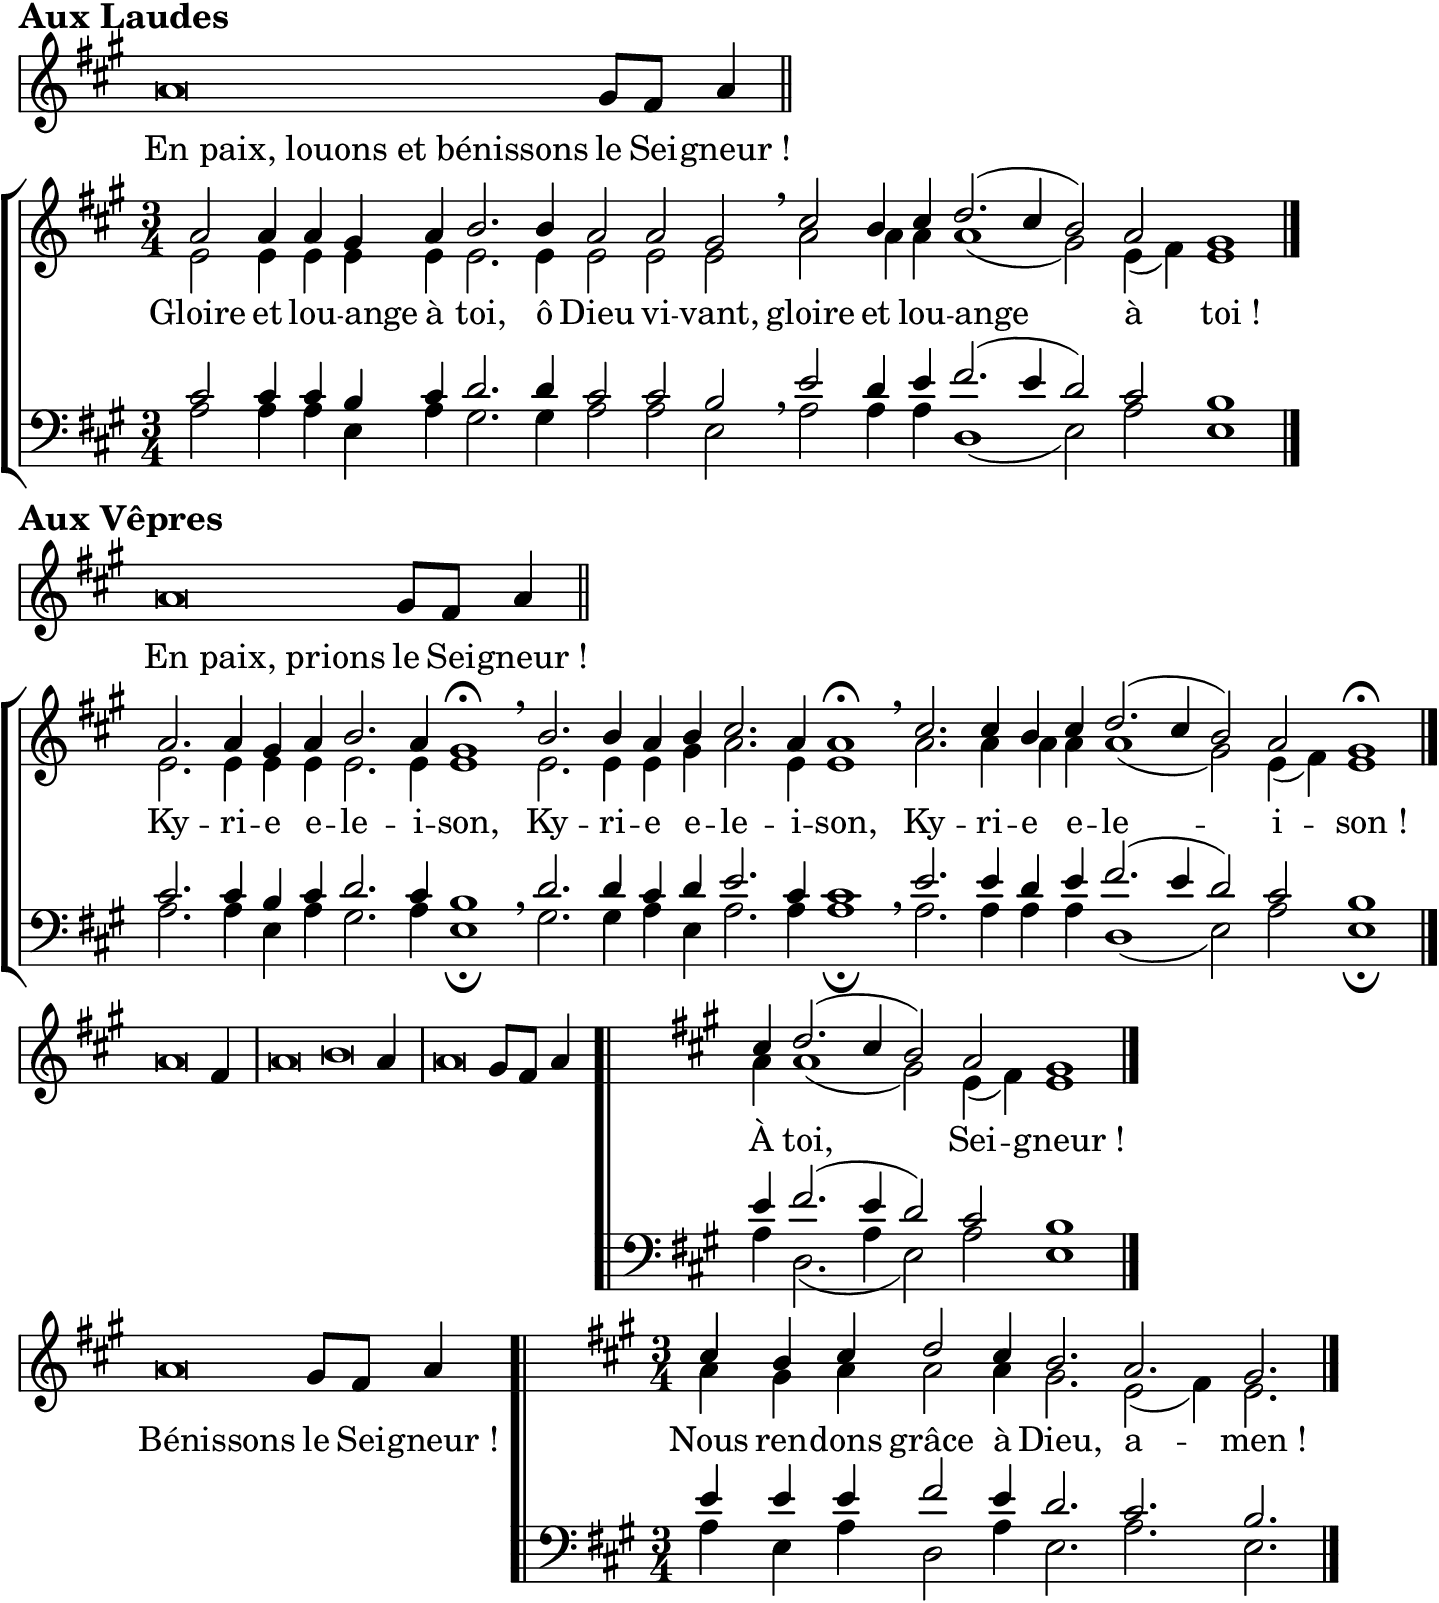 Aux Laudes
En paix, louons et bénissons le Seigneur !
Gloire et lou - ange à toi, ô Dieu vi - vant, gloire et lou - ange à toi !
Aux Vêpres
En paix, prions le Seigneur !
Ky - ri - e e - le - i - son, Ky - ri - e e - le - i - son, Ky - ri - e e - le - i - son !
À toi, Sei - gneur !
Bénissons le Seigneur !
Nous rendons grâce à Dieu, a - men !